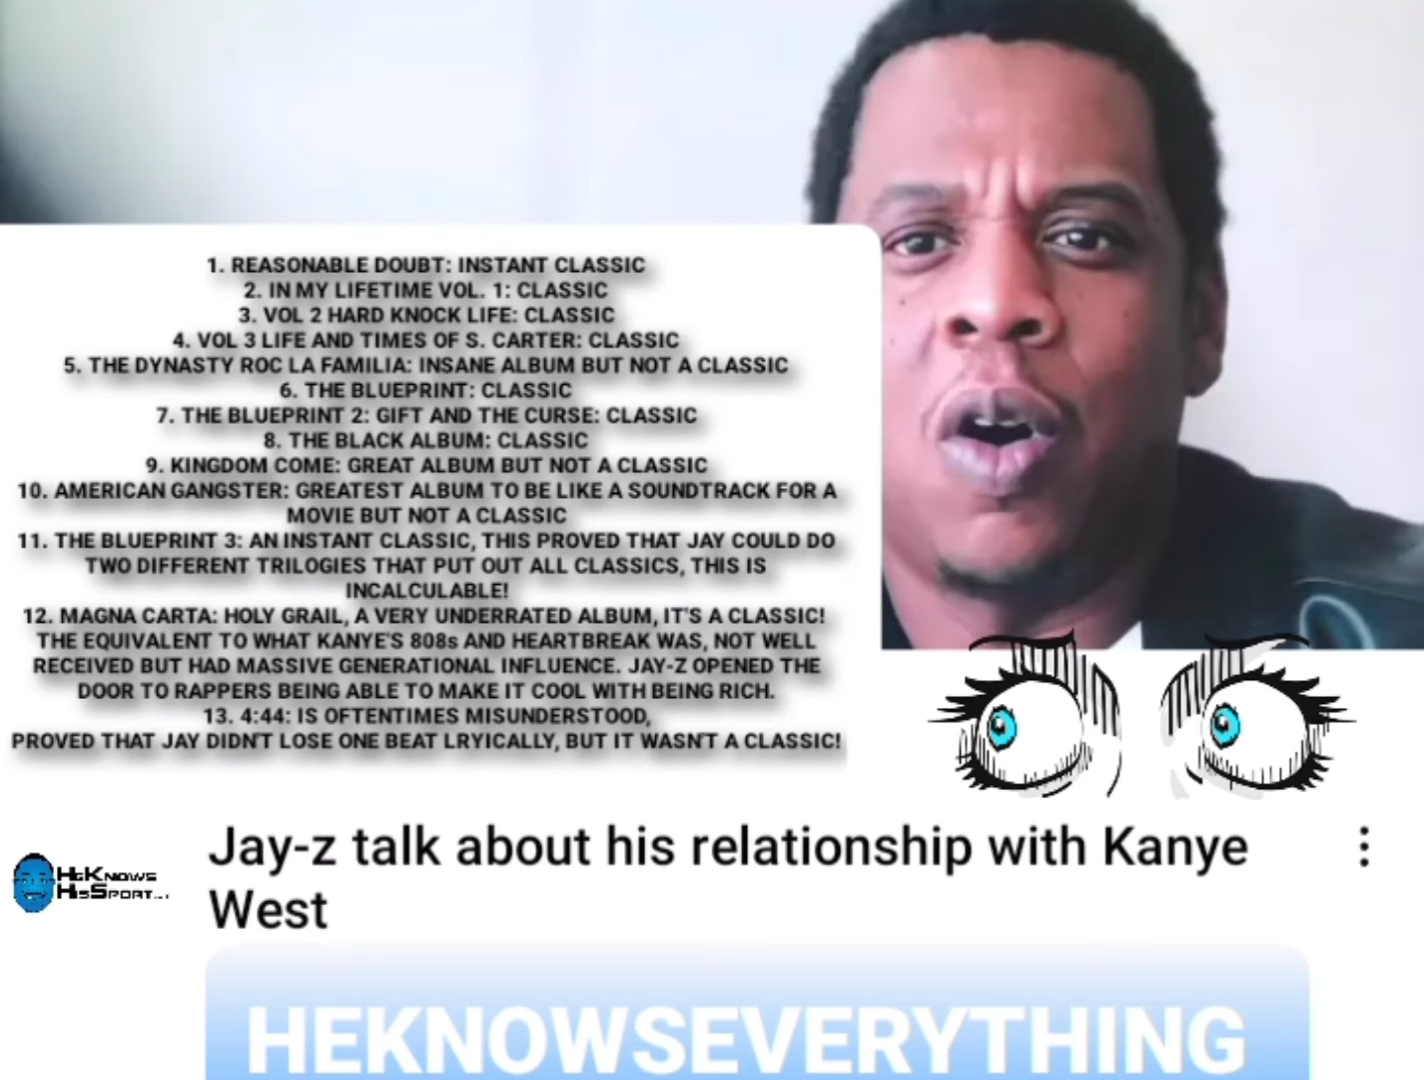 1. REASONABLE DOUBT: INSTANT CLASSIC
2. IN MY LIFETIME VOL. 1: CLASSIC
3. VOL 2 HARD KNOCK LIFE: CLASSIC
4. VOL 3 LIFE AND TIMES OF S. CARTER: CLASSIC
5. THE DYNASTY ROC LA FAMILIA: INSANE ALBUM BUT NOT A CLASSIC
6. THE BLUEPRINT: CLASSIC
7. THE BLUEPRINT 2: GIFT AND THE CURSE: CLASSIC
8. THE BLACK ALBUM: CLASSIC
9. KINGDOM COME: GREAT ALBUM BUT NOT A CLASSIC
10. AMERICAN GANGSTER: GREATEST ALBUM TO BE LIKE A SOUNDTRACK FOR A
MOVIE BUT NOT A CLASSIC
11. THE BLUEPRINT 3: AN INSTANT CLASSIC, THIS PROVED THAT JAY COULD DO
TWO DIFFERENT TRILOGIES THAT PUT OUT ALL CLASSICS, THIS IS
INCALCULABLE!
12. MAGNA CARTA: HOLY GRAIL, A VERY UNDERRATED ALBUM, IT'S A CLASSIC!
THE EQUIVALENT TO WHAT KANYE'S 808s AND HEARTBREAK WAS, NOT WELL
RECEIVED BUT HAD MASSIVE GENERATIONAL INFLUENCE. JAY-Z OPENED THE
DOOR TO RAPPERS BEING ABLE TO MAKE IT COOL WITH BEING RICH.
13. 4:44: IS OFTENTIMES MISUNDERSTOOD,
PROVED THAT JAY DIDN'T LOSE ONE BEAT LRYICALLY, BUT IT WASN'T A CLASSIC!
Jay-z talk about his relationship with Kanye
West
HEKNOWS
HISSPORT...
HEKNOWSEVERYTHING